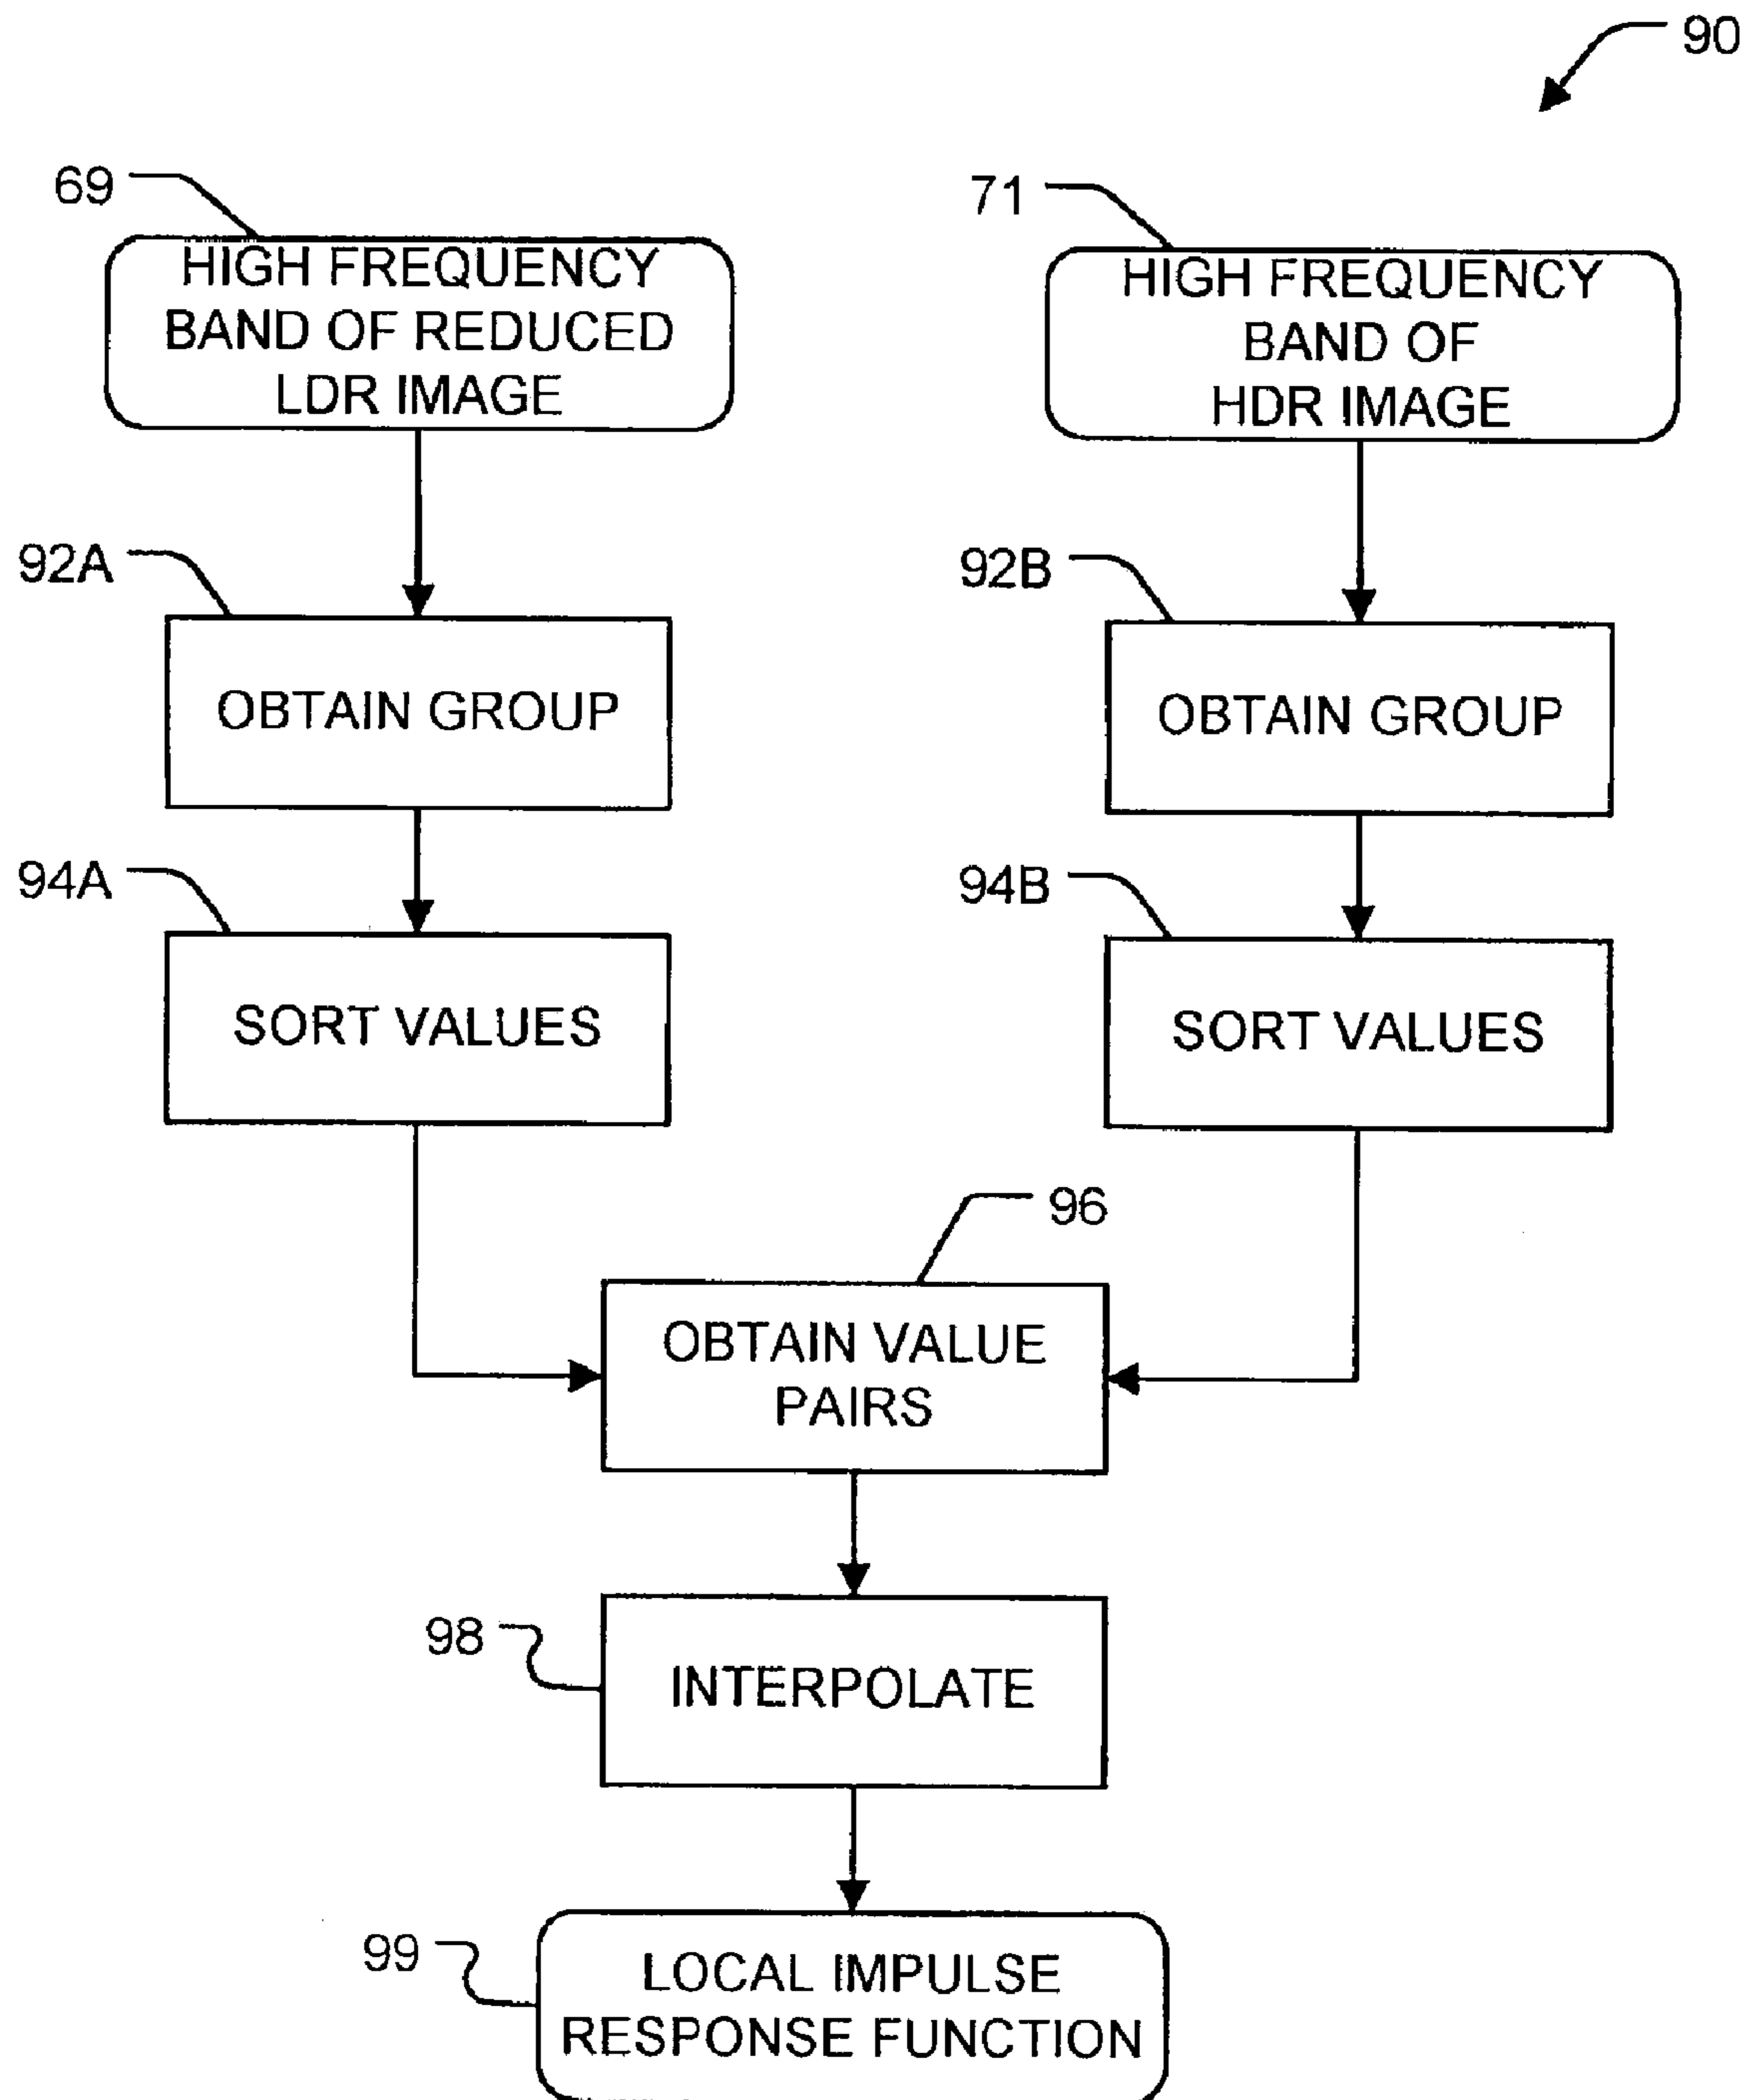 90
69
HIGH FREQUENCY
BAND OF REDUCED
LDR IMAGE
71
HIGH FREQUENCY
BAND OF
HDR IMAGE
92A
OBTAIN GROUP
92B
OBTAIN GROUP
94A
SORT VALUES
94B
SORT VALUES
96
OBTAIN VALUE
PAIRS
98
INTERPOLATE
99
LOCAL IMPULSE
RESPONSE FUNCTION